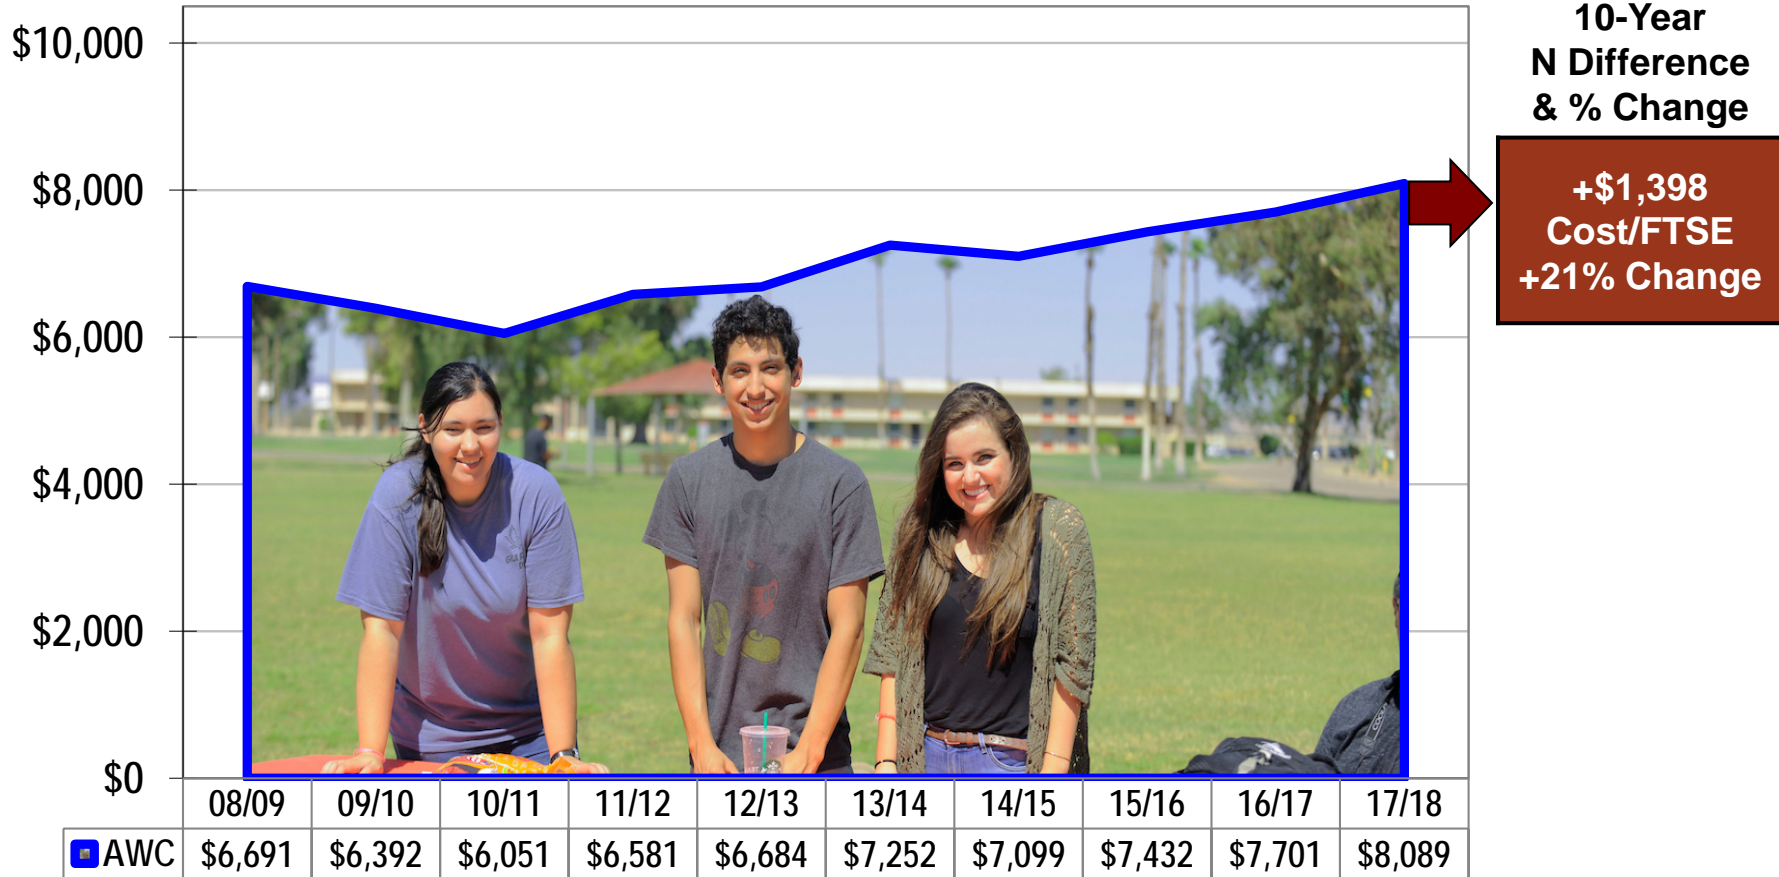 10-Year
N Difference
& % Change
$10,000
$8,000
$6,000
$4,000
$2,000
$0
+$1,398
Cost/FTSE
+21% Change
08/09 09/10 10/11 11/12 12/13 13/14 14/15 15/16 16/17 17/18
AWC $6,691 $6,392 $6,051 $6,581 $6,684 $7,252 $7,099 $7,432 $7,701 $8,089